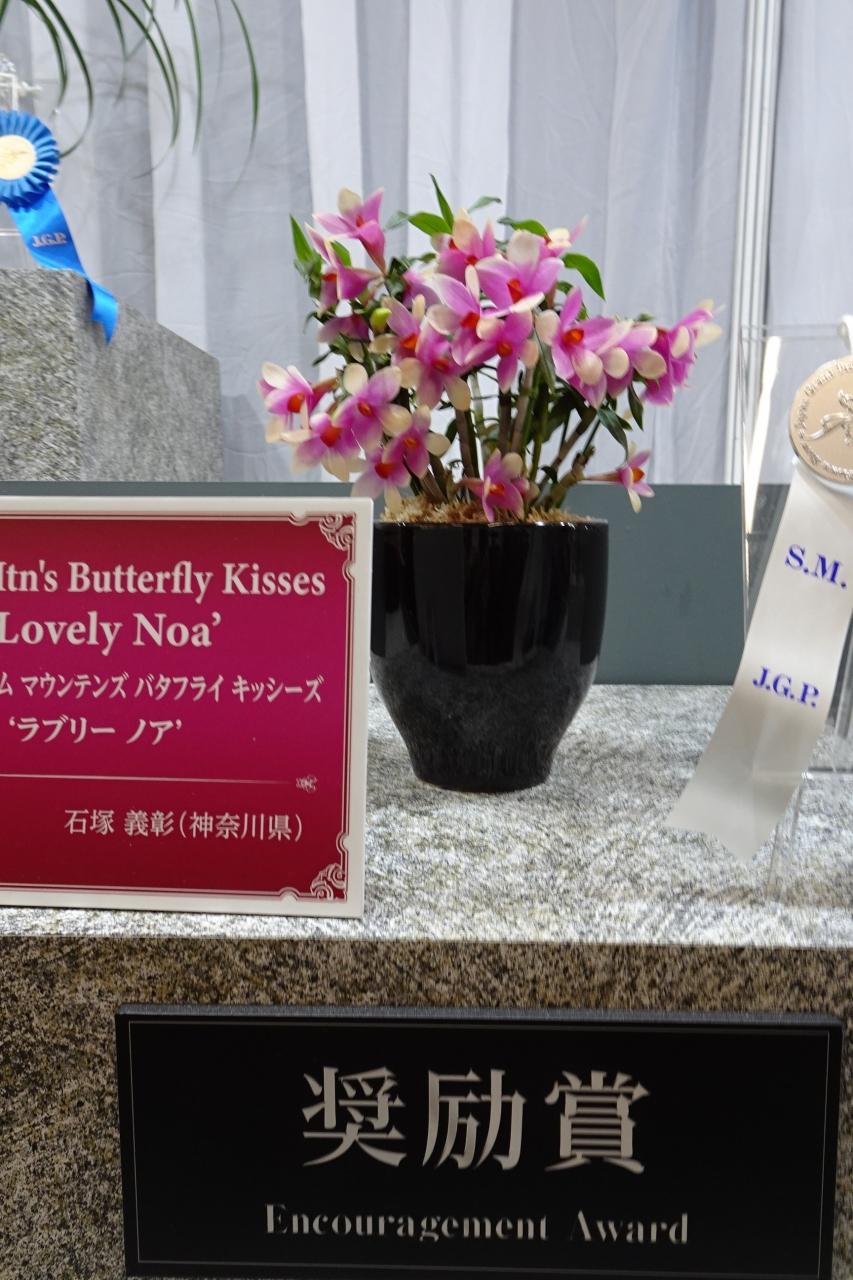 J.G.P.
ltn's Butterfly Kisses
Lovely Noa’
ム マウンテンズ バタフライ キッシーズ
‘ラブリー ノア’
石塚 義彰(神奈川県)
S.M.
J.G.P.
奨励賞
Encouragement Award